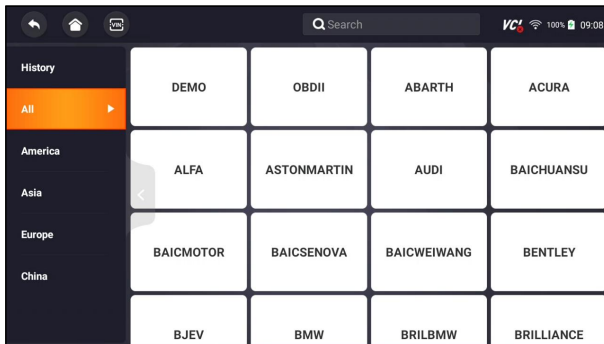 VIN
Search
VCI
100%
09:08
History
All
America
Asia
Europe
China
DEMO
OBDII
ABARTH
ACURA
ALFA
ASTONMARTIN
AUDI
BAICHUANSU
BAICMOTOR
BAICSENOVA
BAICWEIWANG
BENTLEY
BJEV
BMW
BRILBMW
BRILLIANCE